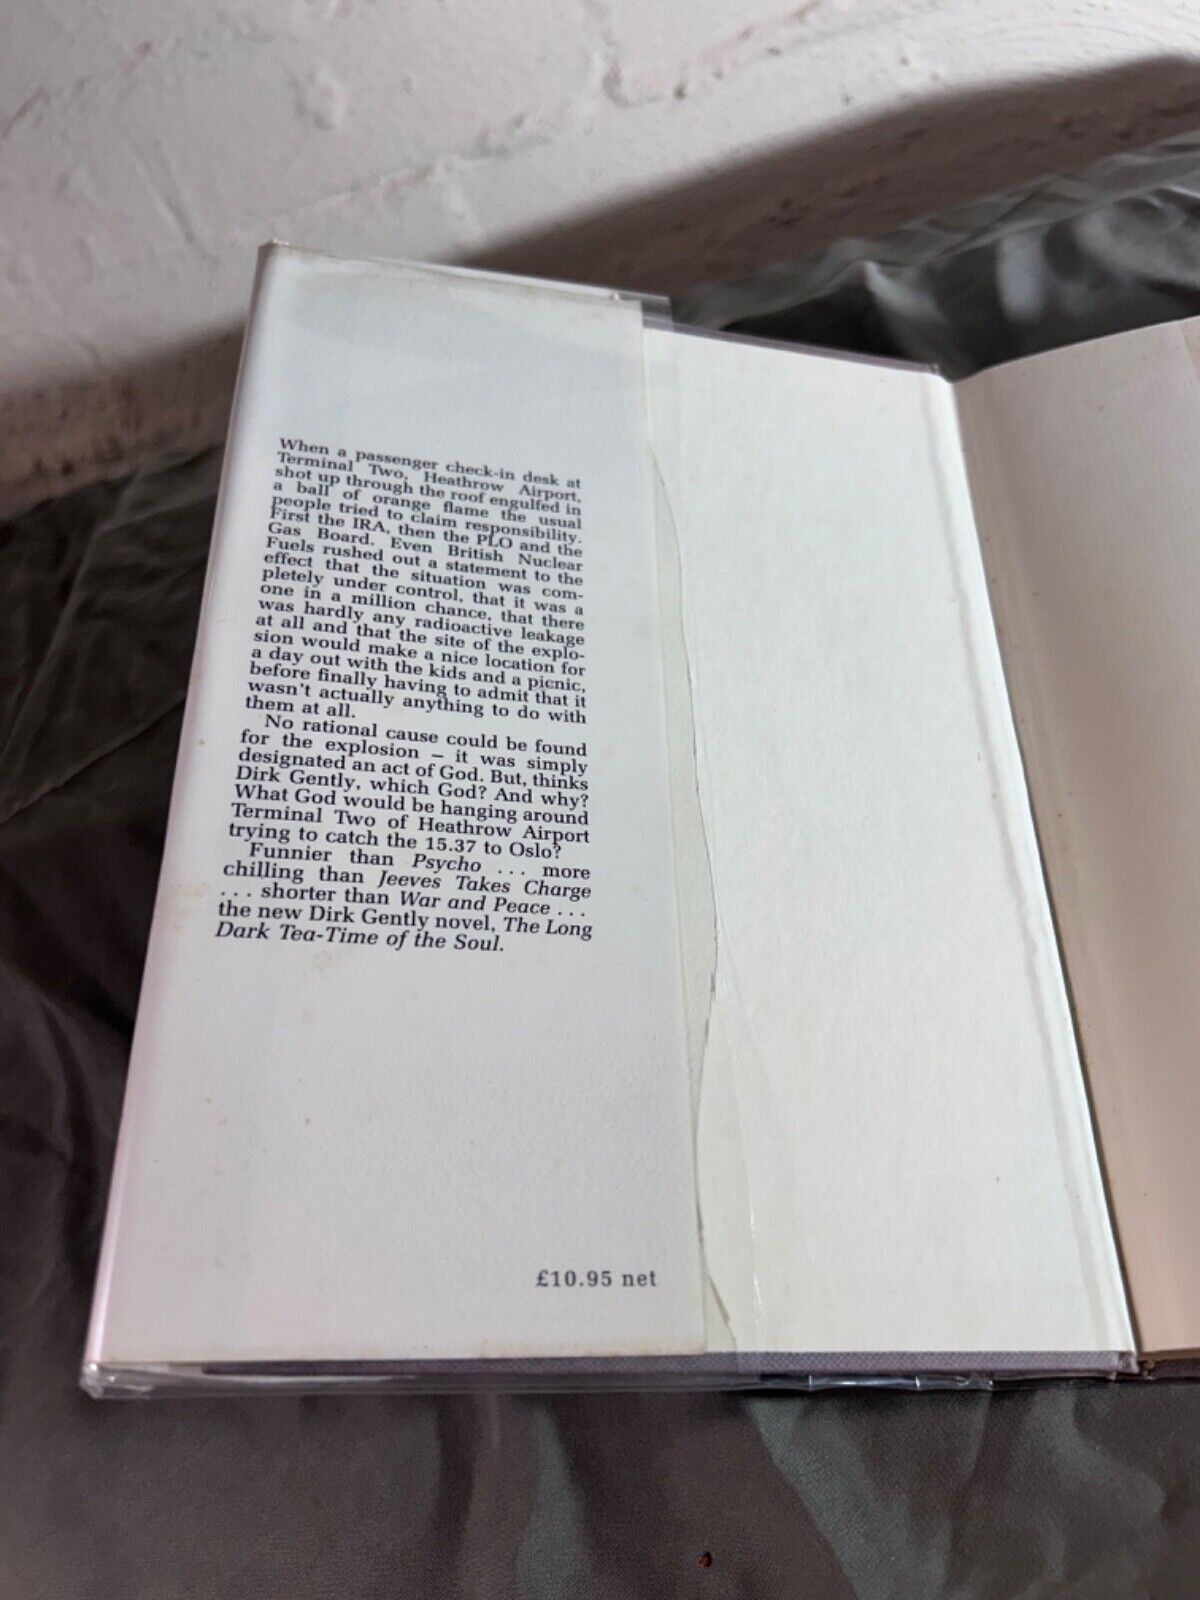 When a passenger check-in desk at
Terminal Two, Heathrow Airport,
shot up through the roof engulfed in
a ball of orange flame the usual
people tried to claim responsibility.
First the IRA, then the PLO and the
Gas Board. Even British Nuclear
Fuels rushed out a statement to the
effect that the situation was com-
pletely under control, that it was a
one in a million chance, that there
was hardly any radioactive leakage
at all and that the site of the explo-
sion would make a nice location for
a day out with the kids and a picnic,
before finally having to admit that it
wasn't actually anything to do with
them at all.
No rational cause could be found
for the explosion – it was simply
designated an act of God. But, thinks
Dirk Gently, which God? And why?
What God would be hanging around
Terminal Two of Heathrow Airport
trying to catch the 15.37 to Oslo?
Funnier than Psycho ... more
chilling than Jeeves Takes Charge
... shorter than War and Peace ...
the new Dirk Gently novel, The Long
Dark Tea-Time of the Soul.
£10.95 net